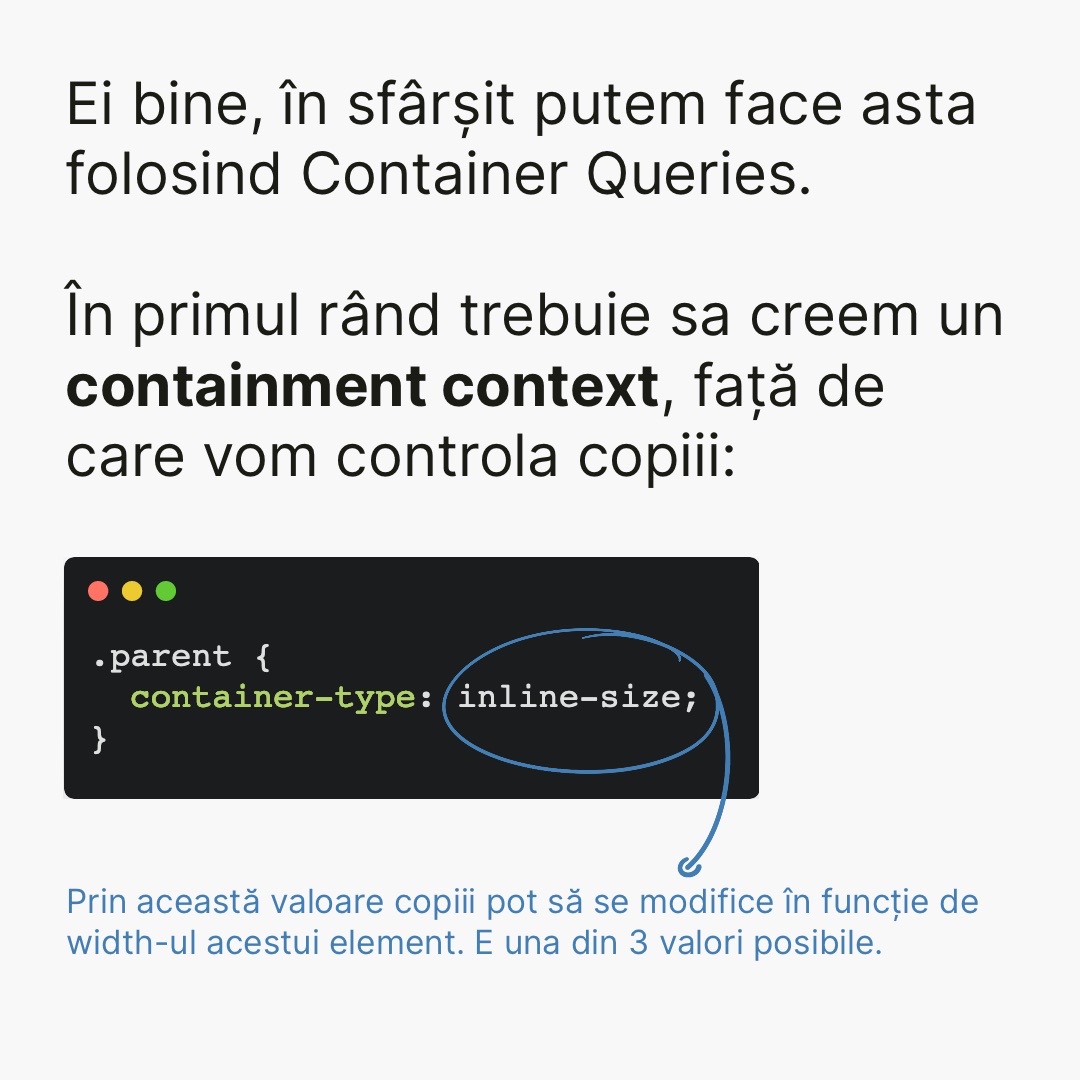 Ei bine, în sfârșit putem face asta
folosind Container Queries.
În primul rând trebuie sa creem un
containment context, față de
care vom controla copiii:
.parent {
container-type: inline-size;
}
Prin această valoare copiii pot să se modifice în funcție de
width-ul acestui element. E una din 3 valori posibile.